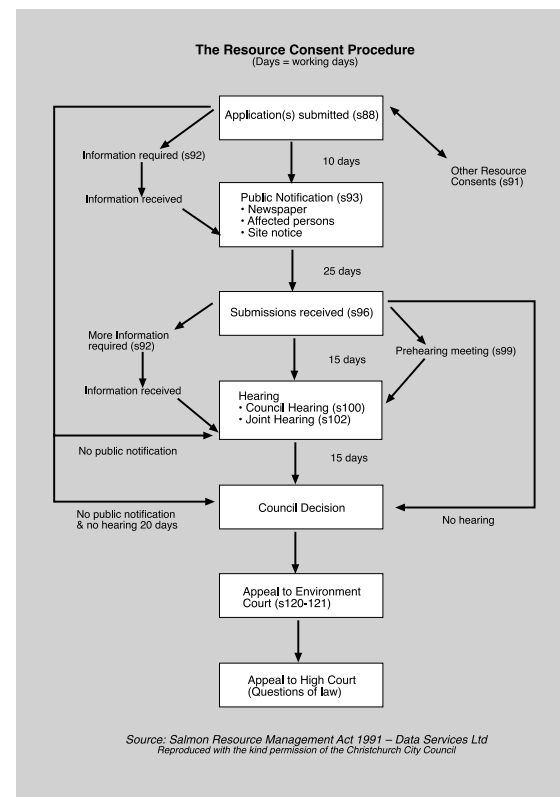 The Resource Consent Procedure
(Days = working days)
Application(s) submitted (s88)
Information required (s92)
10 days
Other Resource
Consents (s91)
Information received
Public Notification (s93)
• Newspaper
• Affected persons
• Site notice
25 days
Submissions received (s96)
More Information
required (s92)
15 days
Prehearing meeting (s99)
Information received
Hearing
• Council Hearing (s100)
• Joint Hearing (s102)
No public notification
15 days
No public notification
& no hearing 20 days
Council Decision
No hearing
Appeal to Environment
Court (s120-121)
Appeal to High Court
(Questions of law)
Source: Salmon Resource Management Act 1991 – Data Services Ltd
Reproduced with the kind permission of the Christchurch City Council